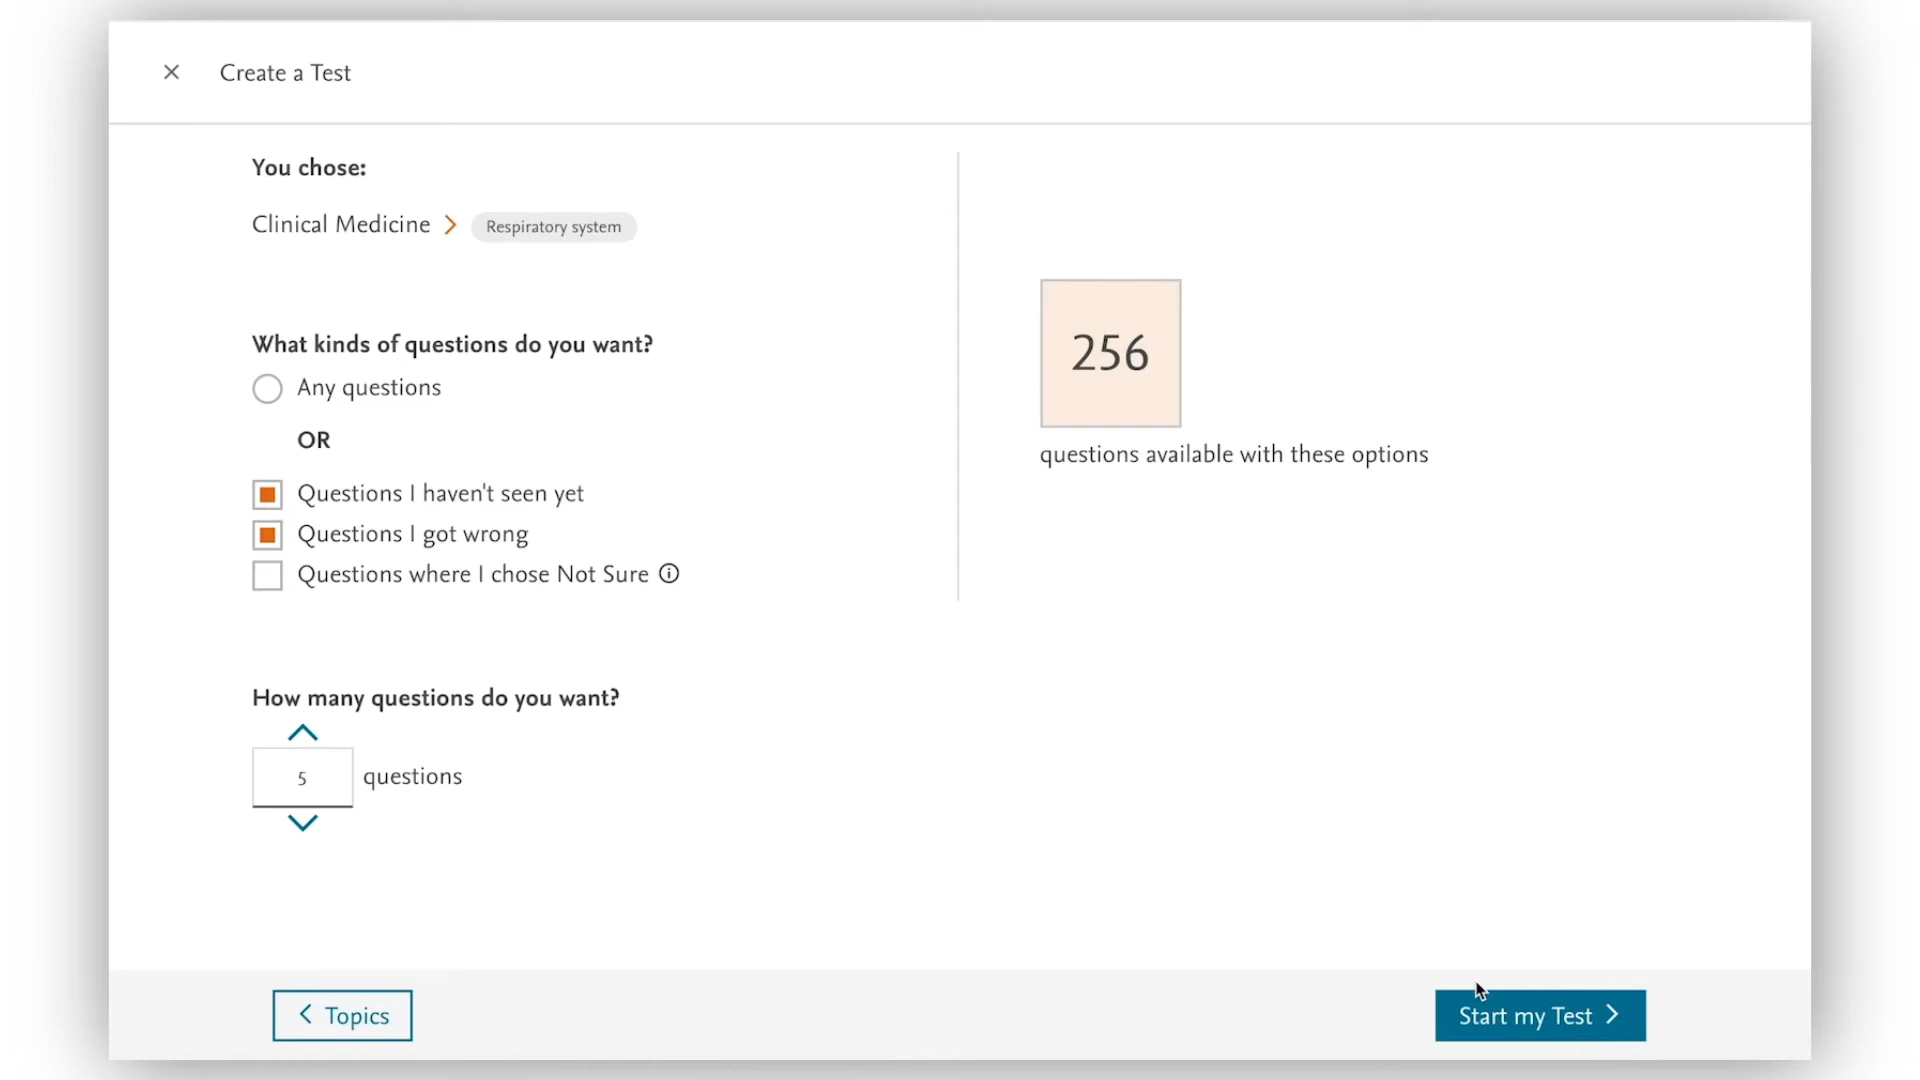 Create a Test
You chose:
Clinical Medicine
Respiratory system
What kinds of questions do you want?
Any questions
OR
Questions I haven't seen yet
Questions I got wrong
Questions where I chose Not Sure
256
questions available with these options
How many questions do you want?
5 questions
Topics
Start my Test